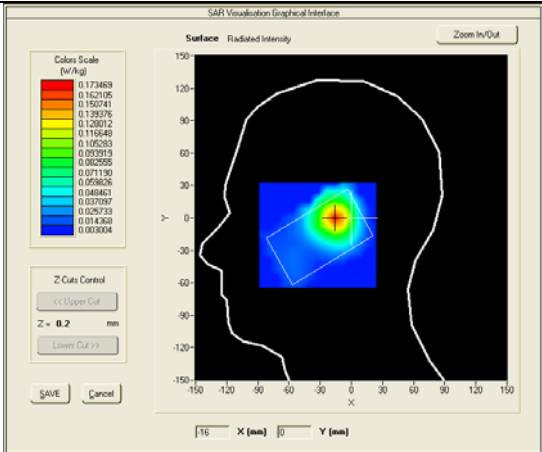 SAR Visualisation Graphical Interface
Surface Radiated Intensity
Zoom In/Out
Colors Scale
(W/kg)
0.173469
0.162105
0.150741
0.139376
0.128012
0.116648
0.105283
0.093919
0.082555
0.071190
0.059826
0.048461
0.037097
0.025733
0.014368
0.003004
150
120
90
60
30
0
-30
-60
-90
-120
-150
Y
-150 -120 -90 -60 -30 0 30 60 90 120 150
X
Z-Cuts Control
<< Upper Cut
Z = 0.2 mm
Lower Cut >>
SAVE Cancel
-16 X (mm) 0 Y (mm)